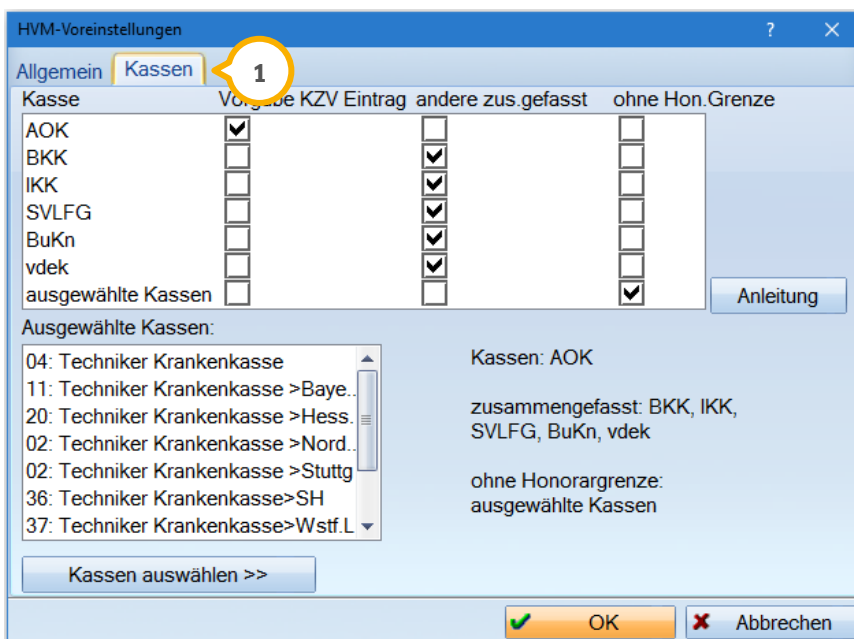 HVM-Voreinstellungen ?
Allgemein Kassen 1
Kasse Vorgabe KZV Eintrag andere zus.gefasst ohne Hon.Grenze
AOK
BKK
IKK
SVLFG
BuKn
vdek
ausgewählte Kassen
Anleitung
Ausgewählte Kassen:
04: Techniker Krankenkasse
11: Techniker Krankenkasse >Baye..
20: Techniker Krankenkasse >Hess.
02: Techniker Krankenkasse >Nord..
02: Techniker Krankenkasse >Stuttg
36: Techniker Krankenkasse>SH
37: Techniker Krankenkasse>Wstf.L
Kassen: AOK
zusammengefasst: BKK, IKK,
SVLFG, BuKn, vdek
ohne Honorargrenze:
ausgewählte Kassen
Kassen auswählen >>
OK Abbrechen